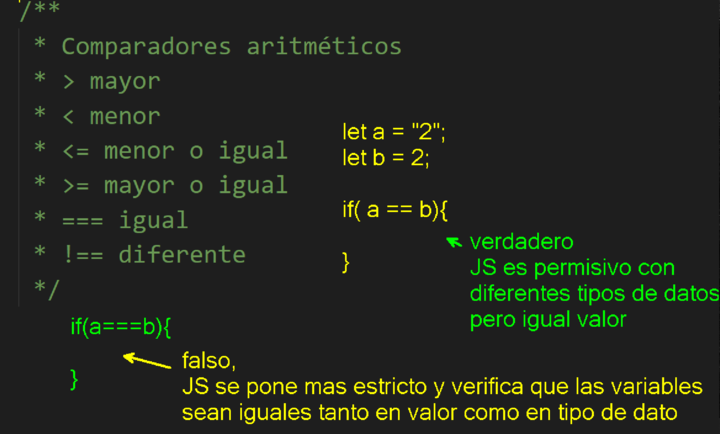 /**
* Comparadores aritméticos
* > mayor
* < menor
* <= menor o igual
* >= mayor o igual
* === igual
* !== diferente
*/
let a = "2";
let b = 2;
if( a == b){
}
verdadero
JS es permisivo con
diferentes tipos de datos
pero igual valor
if(a===b){
}
falso,
JS se pone mas estricto y verifica que las variables
sean iguales tanto en valor como en tipo de dato